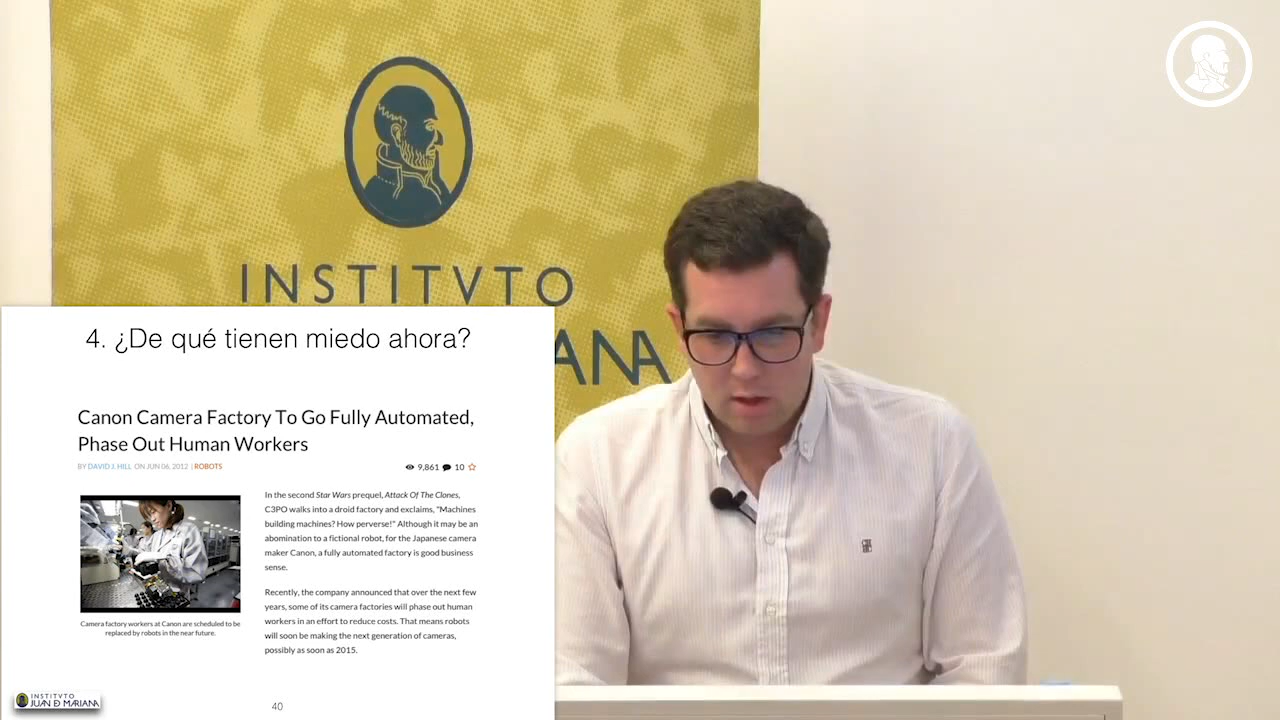 INSTITVTO
ANA
4. ¿De qué tienen miedo ahora?
Canon Camera Factory To Go Fully Automated,
Phase Out Human Workers
BY DAVID J. HILL ON JUN 06, 2012 | ROBOTS
9,861 10
In the second Star Wars prequel, Attack Of The Clones,
C3PO walks into a droid factory and exclaims, "Machines
building machines? How perverse!" Although it may be an
abomination to a fictional robot, for the Japanese camera
maker Canon, a fully automated factory is good business
sense.
Recently, the company announced that over the next few
years, some of its camera factories will phase out human
workers in an effort to reduce costs. That means robots
will soon be making the next generation of cameras,
possibly as soon as 2015.
Camera factory workers at Canon are scheduled to be
replaced by robots in the near future.
INSTITVTO
JUAN DE MARIANA
40